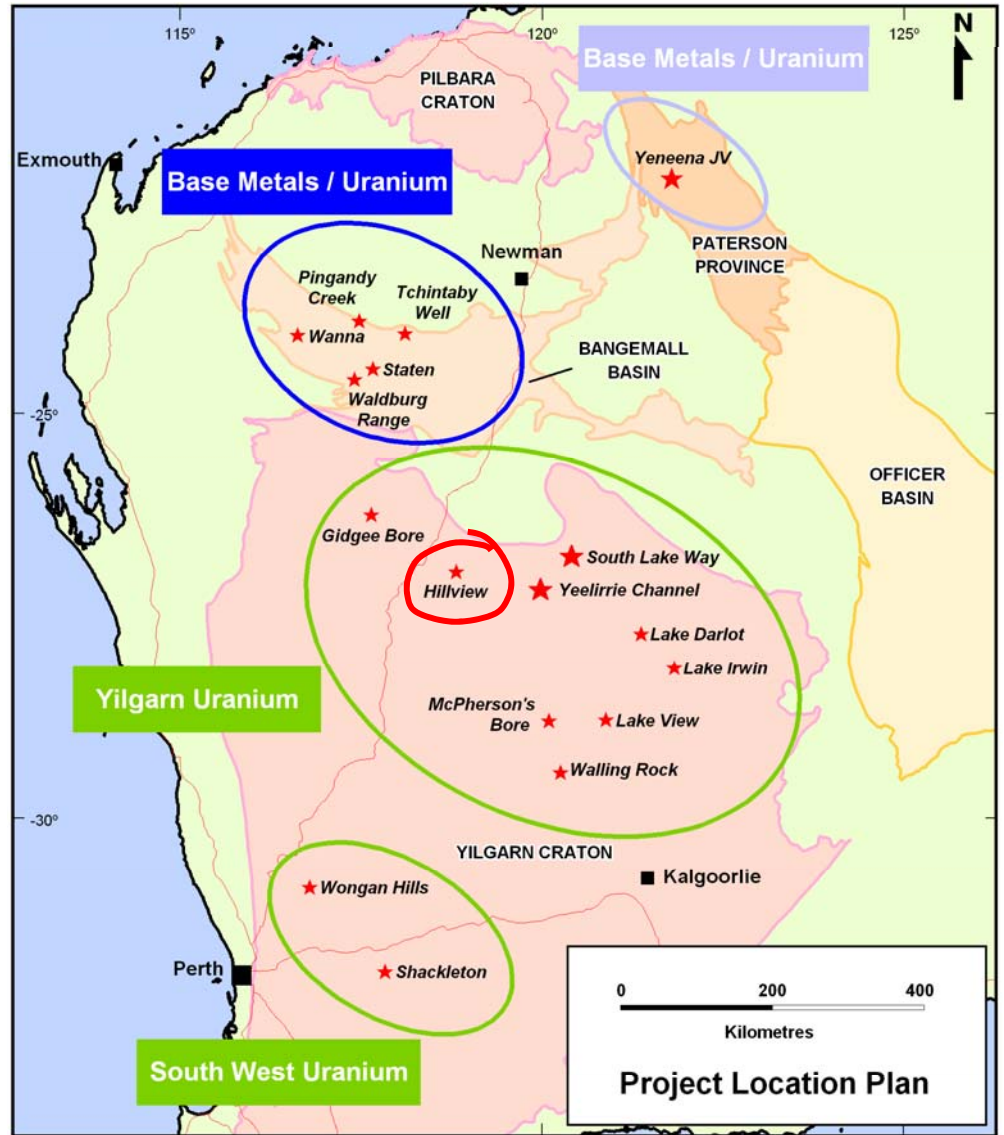 115°
120°
125°
N
Base Metals / Uranium
PILBARA
CRATON
Exmouth
Yeneena JV
Base Metals / Uranium
PATERSON
PROVINCE
Newman
Pingandy
Creek
Tchintaby
Well
Wanna
BANGEMALL
BASIN
Staten
Waldburg
Range
-25°
OFFICER
BASIN
Gidgee Bore
South Lake Way
Hillview
Yeelirrie Channel
Lake Darlot
Lake Irwin
Yilgarn Uranium
McPherson's
Bore
Lake View
Walling Rock
-30°
YILGARN CRATON
Kalgoorlie
Wongan Hills
Perth
Shackleton
0 200 400
Kilometres
South West Uranium
Project Location Plan